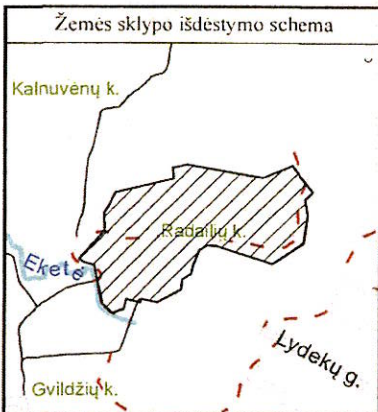 Žemės sklypo išdėstymo schema
Kalnuvėnų k.
Radailių k.
Eketė
Lydekų g.
Gvildžių k.